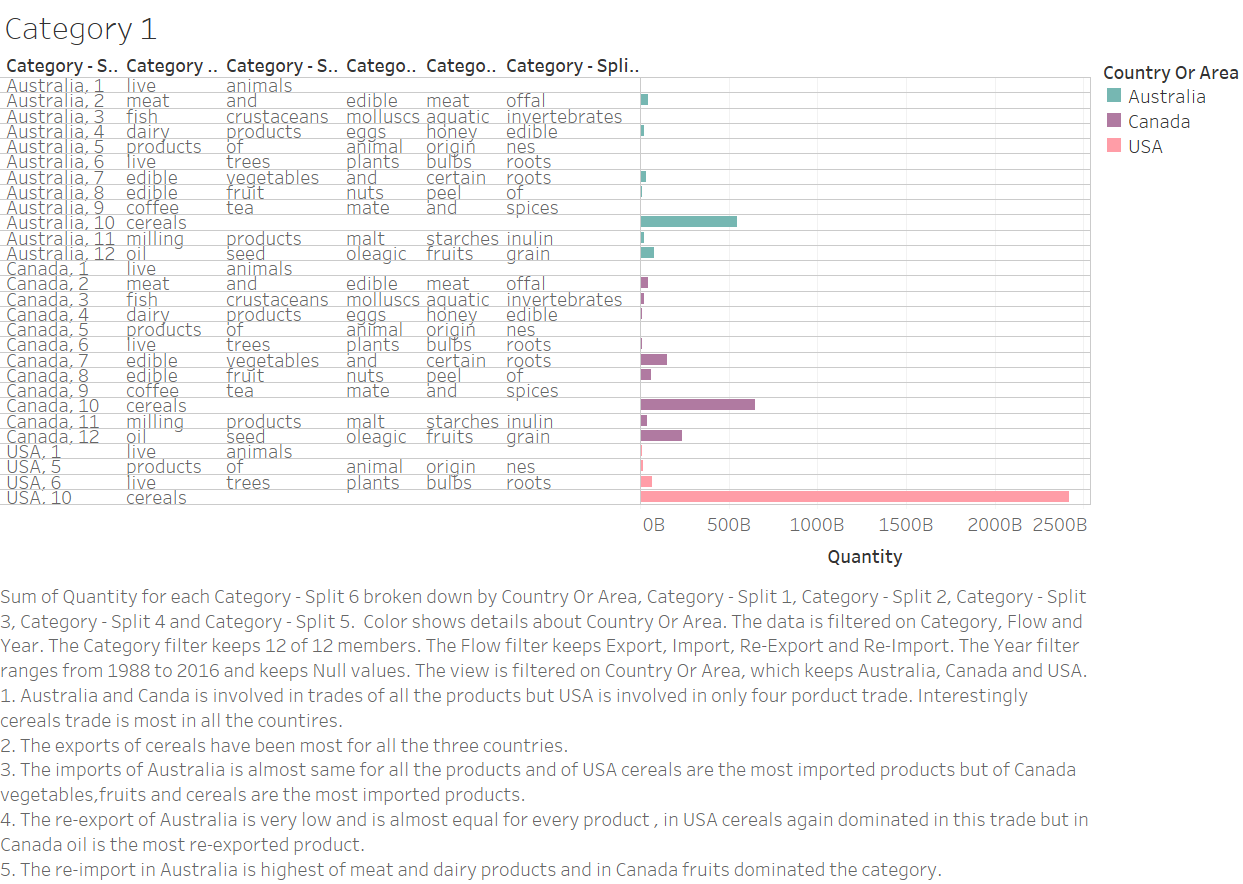 Category 1
Category - S.. Category .. Category - S.. Catego.. Catego.. Category - Spli..
Country Or Area
Australia
Canada
USA
Australia, 1 live animals
Australia, 2 meat and edible meat offal
Australia, 3 fish crustaceans molluscs aquatic invertebrates
Australia, 4 dairy products eggs honey edible
Australia, 5 products of animal origin nes
Australia, 6 live trees plants bulbs roots
Australia, 7 edible vegetables and certain roots
Australia, 8 edible fruit nuts peel of
Australia, 9 coffee tea mate and spices
Australia, 10 cereals
Australia, 11 milling products malt starches inulin
Australia, 12 oil seed oleagic fruits grain
Canada, 1 live animals
Canada, 2 meat and edible meat offal
Canada, 3 fish crustaceans molluscs aquatic invertebrates
Canada, 4 dairy products eggs honey edible
Canada, 5 products of animal origin nes
Canada, 6 live trees plants bulbs roots
Canada, 7 edible vegetables and certain roots
Canada, 8 edible fruit nuts peel of
Canada, 9 coffee tea mate and spices
Canada, 10 cereals
Canada, 11 milling products malt starches inulin
Canada, 12 oil seed oleagic fruits grain
USA, 1 live animals
USA, 5 products of animal origin nes
USA, 6 live trees plants bulbs roots
USA, 10 cereals
0B 500B 1000B 1500B 2000B 2500B
Quantity
Sum of Quantity for each Category - Split 6 broken down by Country Or Area, Category - Split 1, Category - Split 2, Category - Split
3, Category - Split 4 and Category - Split 5. Color shows details about Country Or Area. The data is filtered on Category, Flow and
Year. The Category filter keeps 12 of 12 members. The Flow filter keeps Export, Import, Re-Export and Re-Import. The Year filter
ranges from 1988 to 2016 and keeps Null values. The view is filtered on Country Or Area, which keeps Australia, Canada and USA.
1. Australia and Canda is involved in trades of all the products but USA is involved in only four porduct trade. Interestingly
cereals trade is most in all the countires.
2. The exports of cereals have been most for all the three countries.
3. The imports of Australia is almost same for all the products and of USA cereals are the most imported products but of Canada
vegetables,fruits and cereals are the most imported products.
4. The re-export of Australia is very low and is almost equal for every product , in USA cereals again dominated in this trade but in
Canada oil is the most re-exported product.
5. The re-import in Australia is highest of meat and dairy products and in Canada fruits dominated the category.